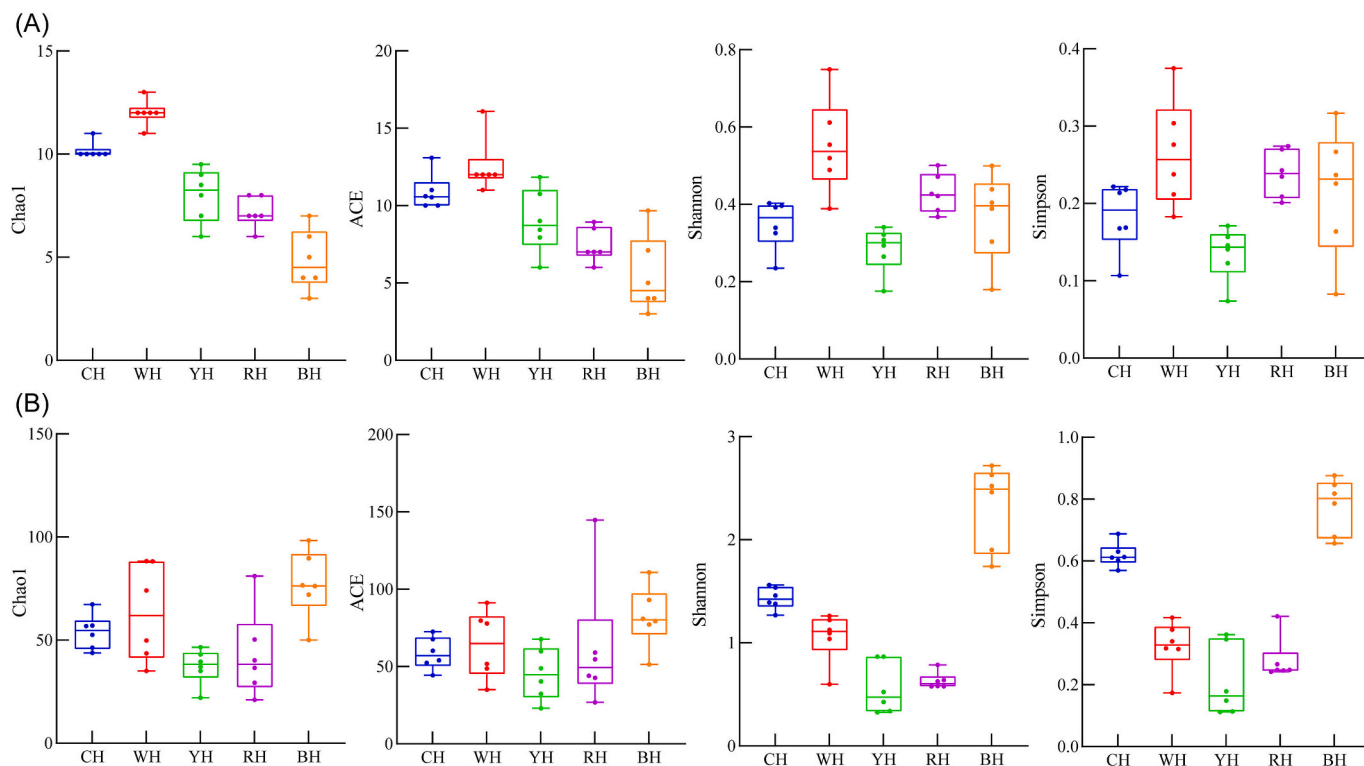 (A)
Chao1
15
10
5
0
CH WH YH RH BH
ACE
20
15
10
5
0
CH WH YH RH BH
Shannon
0.8
0.6
0.4
0.2
0.0
CH WH YH RH BH
Simpson
0.4
0.3
0.2
0.1
0.0
CH WH YH RH BH
(B)
Chao1
150
100
50
0
CH WH YH RH BH
ACE
200
150
100
50
0
CH WH YH RH BH
Shannon
3
2
1
0
CH WH YH RH BH
Simpson
1.0
0.8
0.6
0.4
0.2
0.0
CH WH YH RH BH